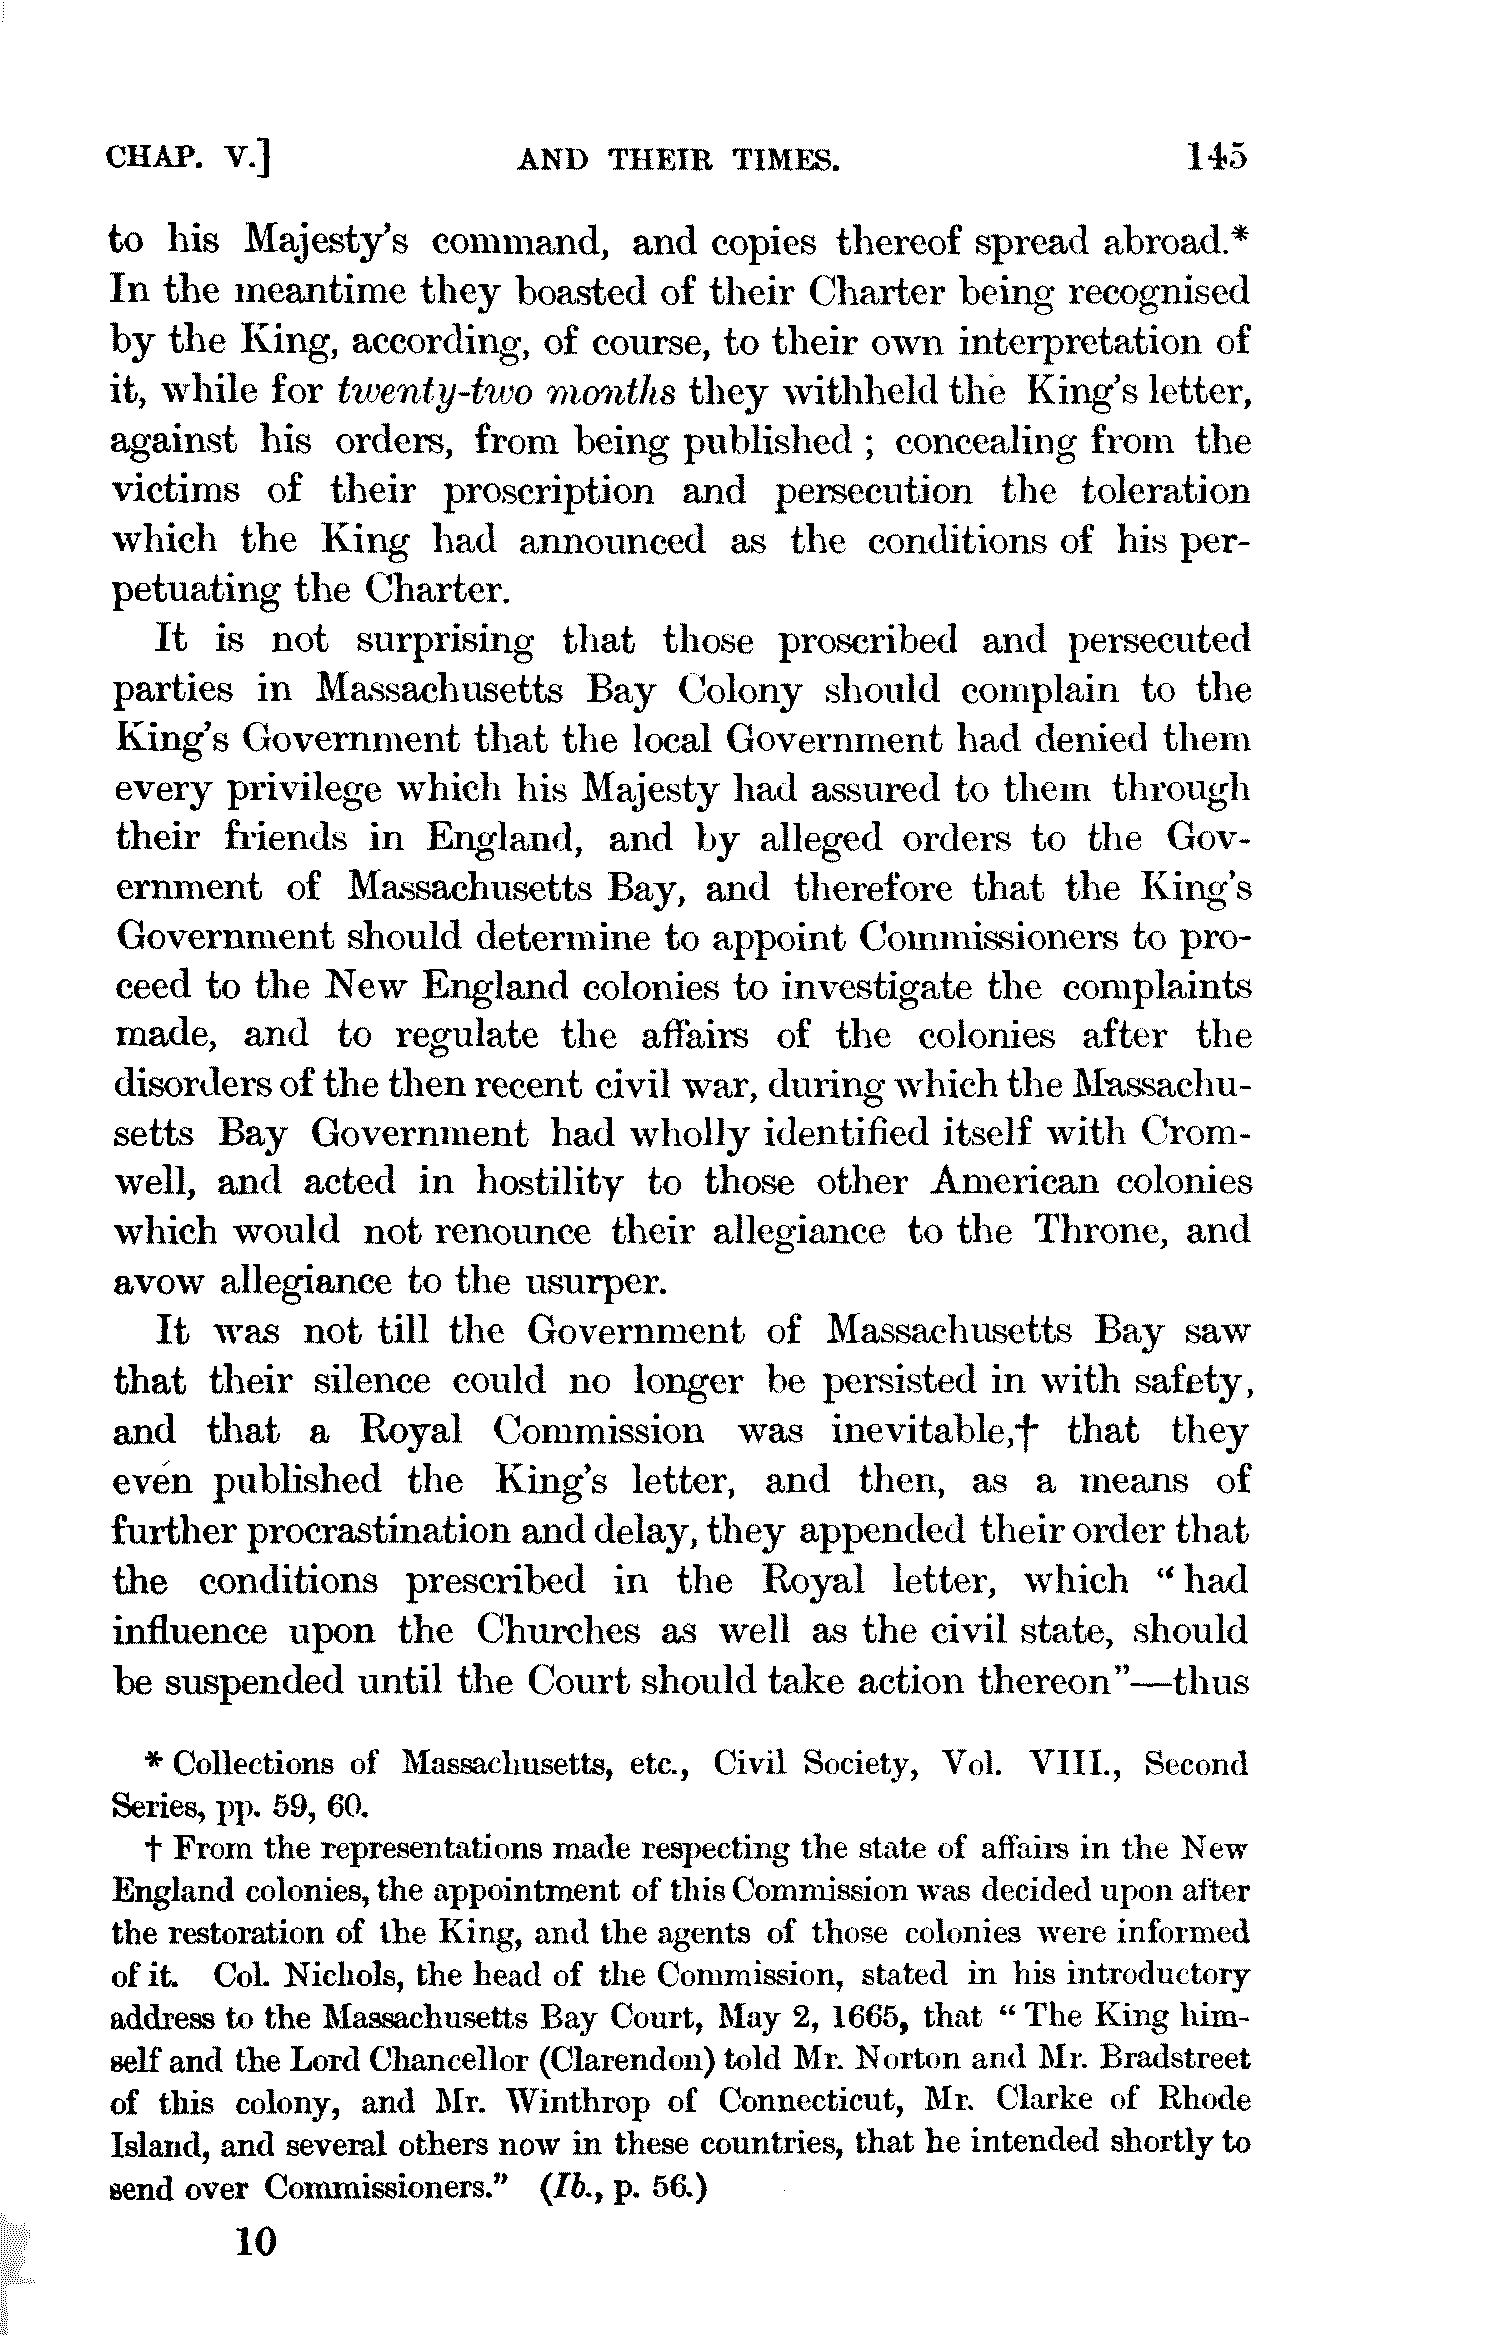 CHAP. V.] AND THEIR TIMES. 145
to his Majesty's command, and copies thereof spread abroad.*
In the meantime they boasted of their Charter being recognised
by the King, according, of course, to their own interpretation of
it, while for twenty-two months they withheld the King's letter,
against his orders, from being published ; concealing from the
victims of their proscription and persecution the toleration
which the King had announced as the conditions of his per-
petuating the Charter.
It is not surprising that those proscribed and persecuted
parties in Massachusetts Bay Colony should complain to the
King's Government that the local Government had denied them
every privilege which his Majesty had assured to them through
their friends in England, and by alleged orders to the Gov-
ernment of Massachusetts Bay, and therefore that the King's
Government should determine to appoint Commissioners to pro-
ceed to the New England colonies to investigate the complaints
made, and to regulate the affairs of the colonies after the
disorders of the then recent civil war, during which the Massachu-
setts Bay Government had wholly identified itself with Crom-
well, and acted in hostility to those other American colonies
which would not renounce their allegiance to the Throne, and
avow allegiance to the usurper.
It was not till the Government of Massachusetts Bay saw
that their silence could no longer be persisted in with safety,
and that a Royal Commission was inevitable,† that they
even published the King's letter, and then, as a means of
further procrastination and delay, they appended their order that
the conditions prescribed in the Royal letter, which “had
influence upon the Churches as well as the civil state, should
be suspended until the Court should take action thereon”—thus
* Collections of Massachusetts, etc., Civil Society, Vol. VIII., Second
Series, pp. 59, 60.
† From the representations made respecting the state of affairs in the New
England colonies, the appointment of this Commission was decided upon after
the restoration of the King, and the agents of those colonies were informed
of it. Col. Nichols, the head of the Commission, stated in his introductory
address to the Massachusetts Bay Court, May 2, 1665, that “The King him-
self and the Lord Chancellor (Clarendon) told Mr. Norton and Mr. Bradstreet
of this colony, and Mr. Winthrop of Connecticut, Mr. Clarke of Rhode
Island, and several others now in these countries, that he intended shortly to
send over Commissioners.” (Ib., p. 56.)
10